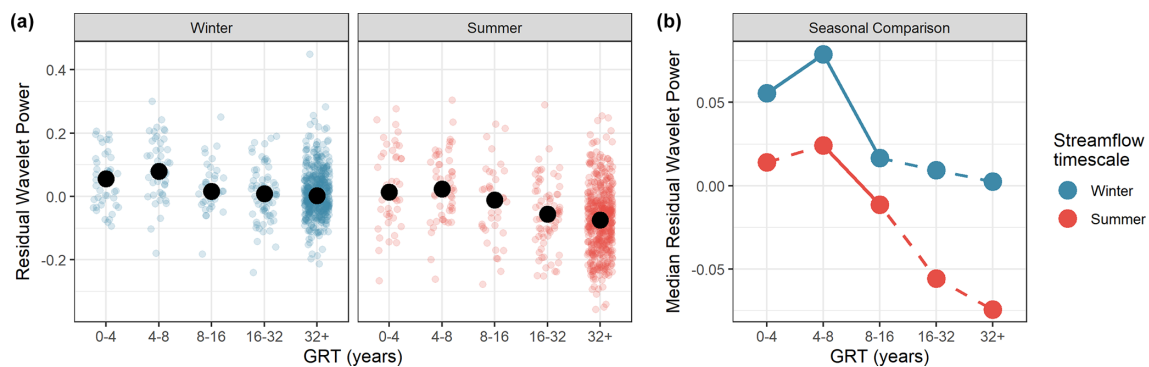 (a)
Winter
Summer
Residual Wavelet Power
0.4
0.2
0.0
-0.2
0-4
4-8
8-16
16-32
32+
0-4
4-8
8-16
16-32
32+
GRT (years)
(b)
Seasonal Comparison
Median Residual Wavelet Power
0.05
0.00
-0.05
0-4
4-8
8-16
16-32
32+
GRT (years)
Streamflow
timescale
Winter
Summer